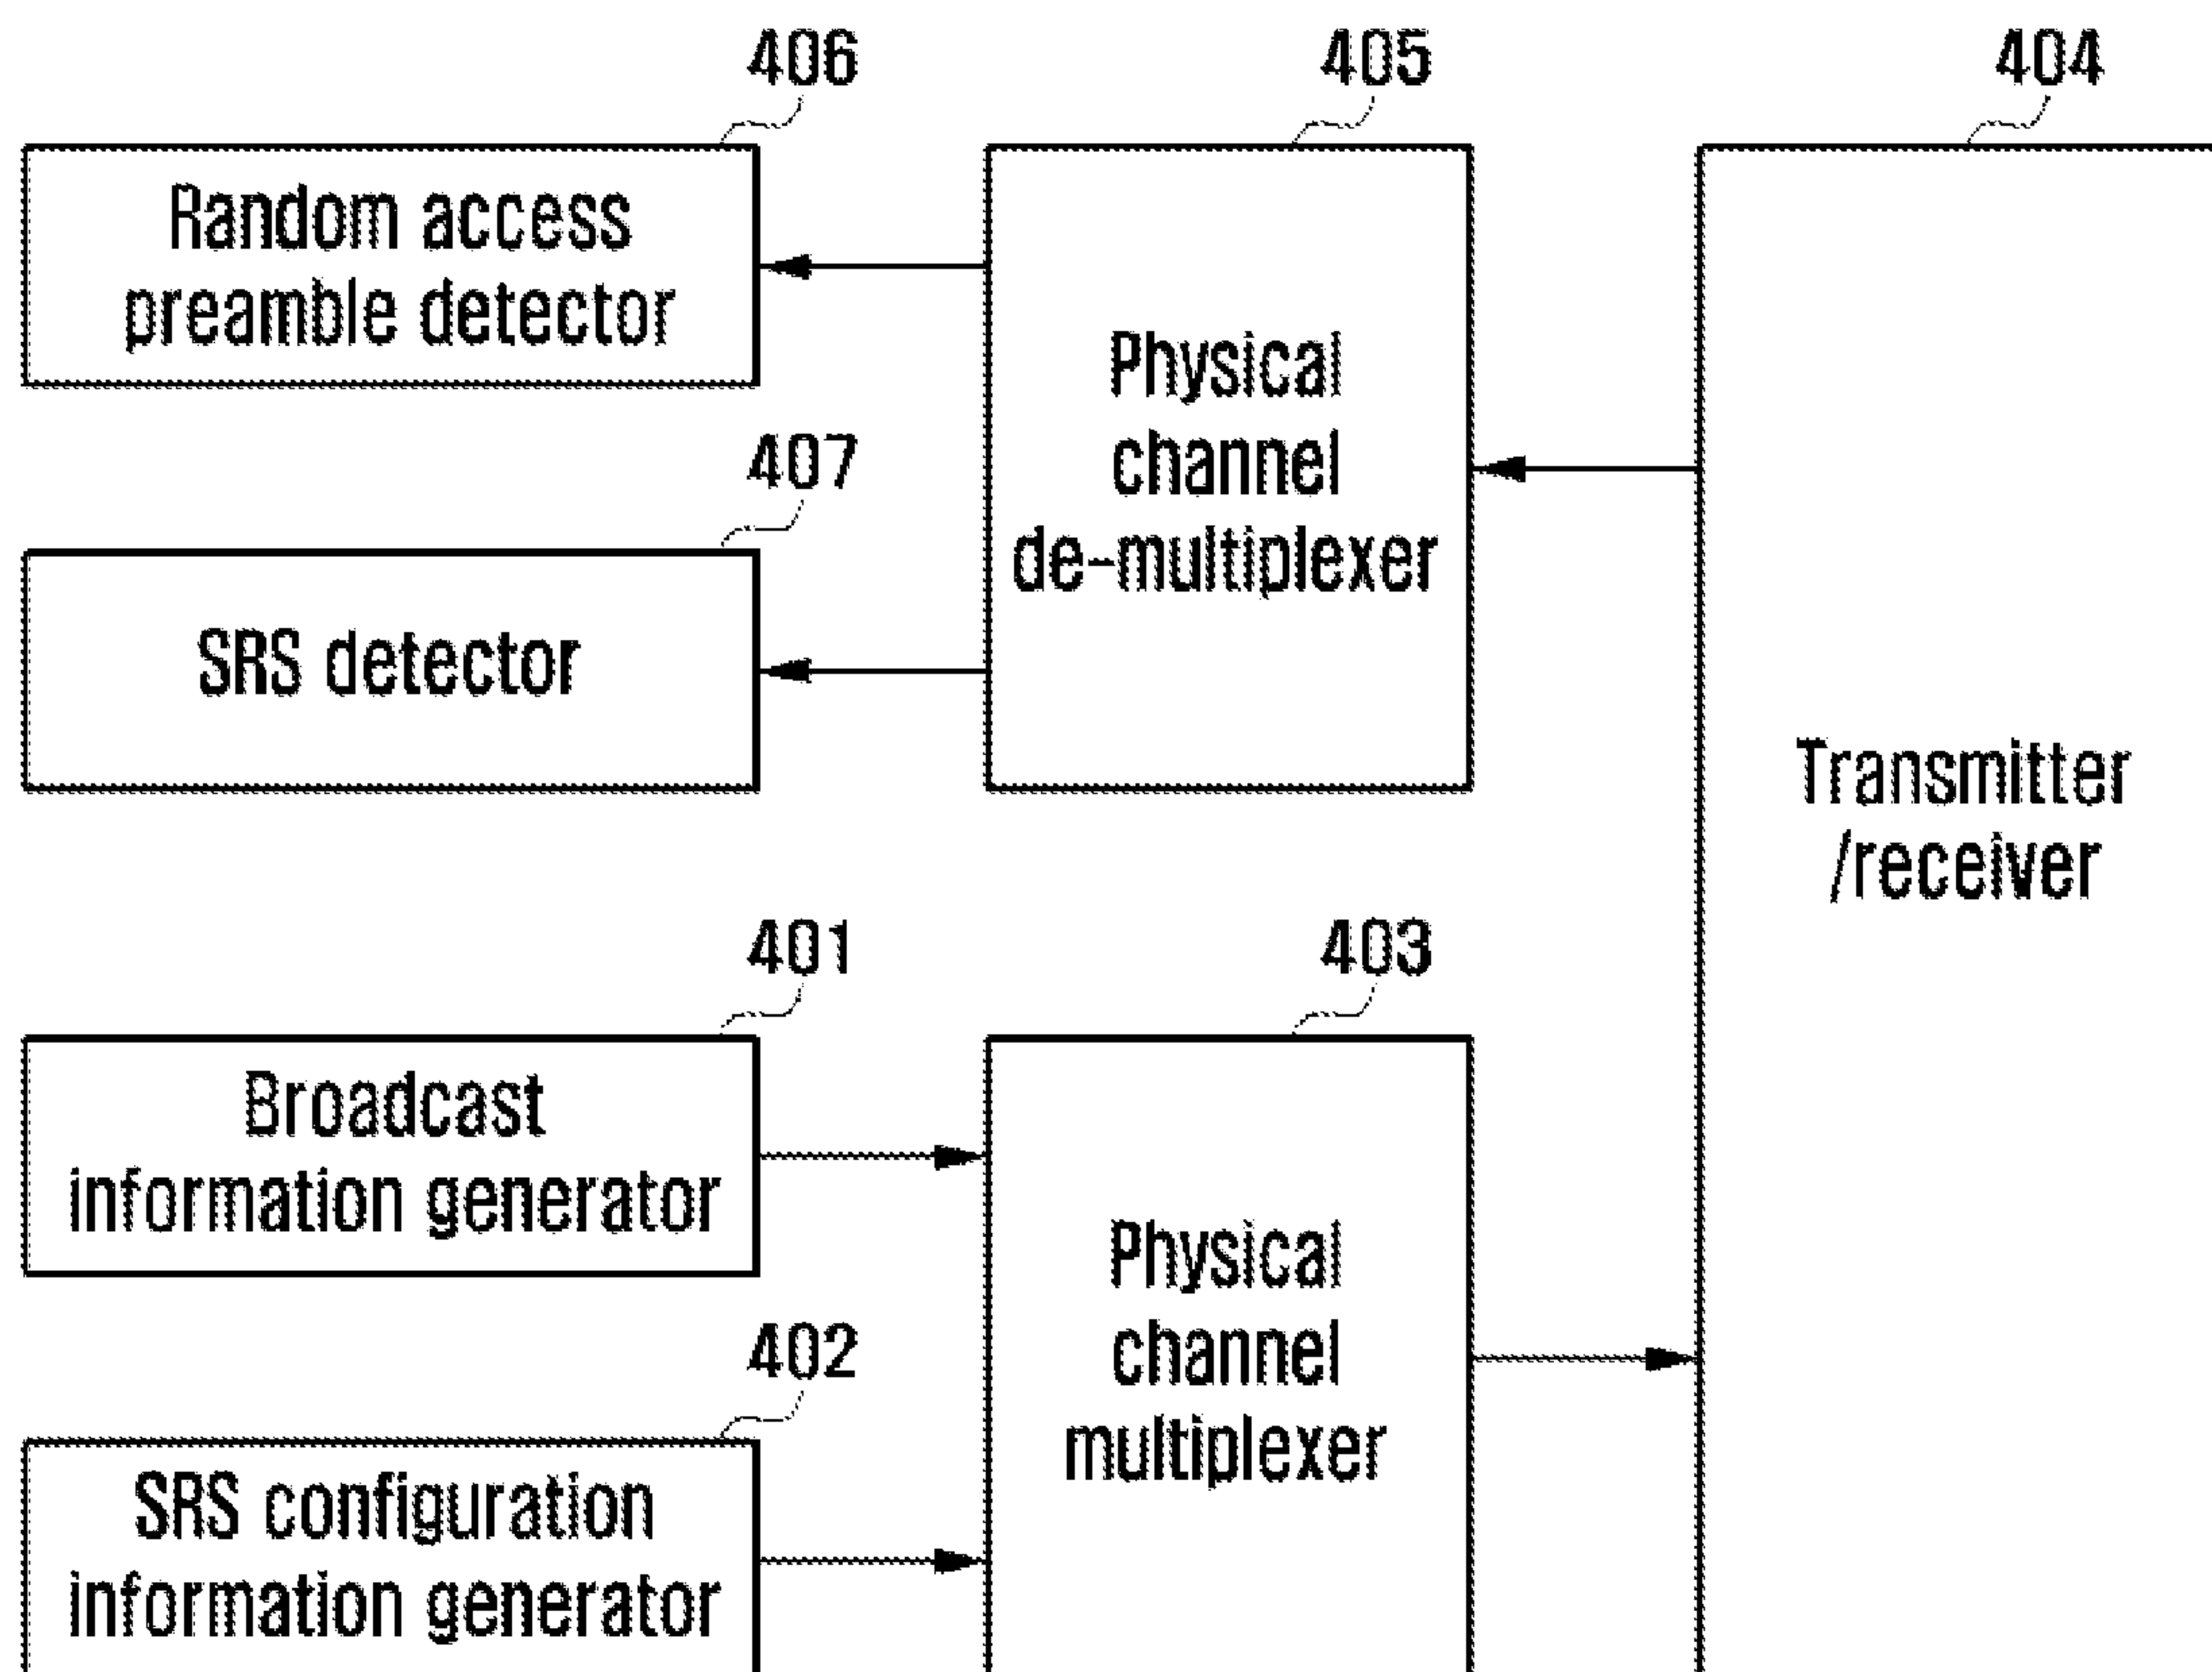 406
405
404
Random access
preamble detector
Physical
channel
de-multiplexer
407
SRS detector
Transmitter
/receiver
401
403
Broadcast
information generator
Physical
channel
multiplexer
402
SRS configuration
information generator